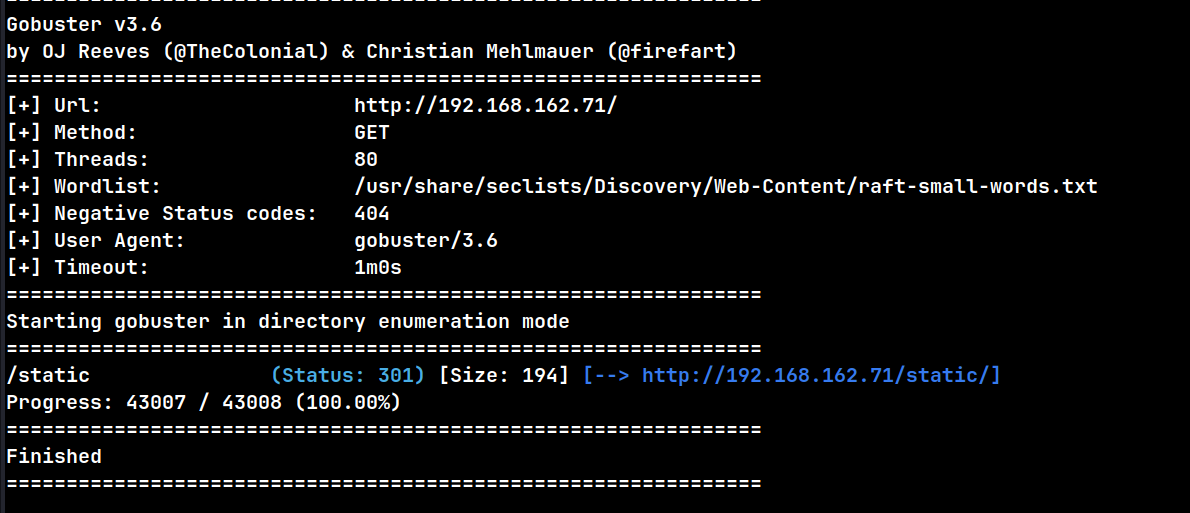 ===============================================================
Gobuster v3.6
by OJ Reeves (@TheColonial) & Christian Mehlmauer (@firefart)
===============================================================
[+] Url:                     http://192.168.162.71/
[+] Method:                  GET
[+] Threads:                 80
[+] Wordlist:                /usr/share/seclists/Discovery/Web-Content/raft-small-words.txt
[+] Negative Status codes:   404
[+] User Agent:              gobuster/3.6
[+] Timeout:                 1m0s
===============================================================
Starting gobuster in directory enumeration mode
===============================================================
/static               (Status: 301) [Size: 194] [--> http://192.168.162.71/static/]
Progress: 43007 / 43008 (100.00%)
===============================================================
Finished
===============================================================